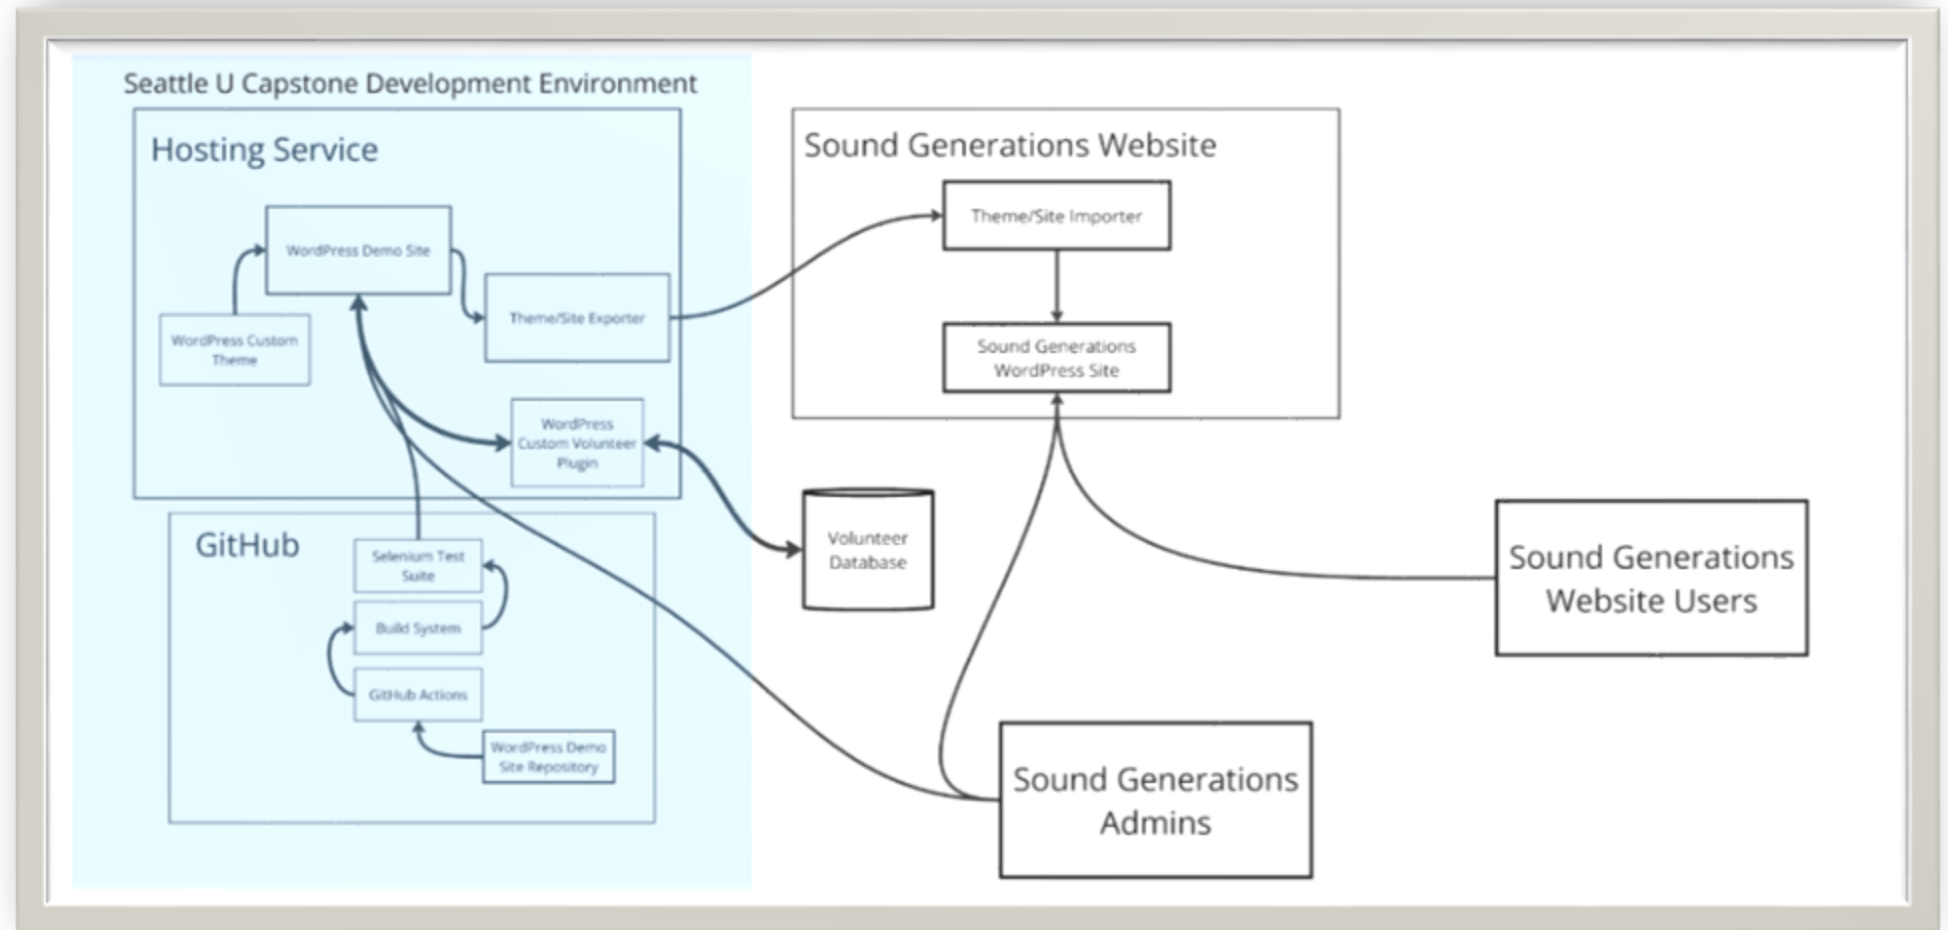 Seattle U Capstone Development Environment
Hosting Service
WordPress Demo Site
WordPress Custom
Theme
Theme/Site Exporter
WordPress
Custom Volunteer
Plugin
GitHub
Selenium Test
Suite
Build System
GitHub Actions
WordPress Demo
Site Repository
Sound Generations Website
Theme/Site Importer
Sound Generations
WordPress Site
Volunteer
Database
Sound Generations
Website Users
Sound Generations
Admins